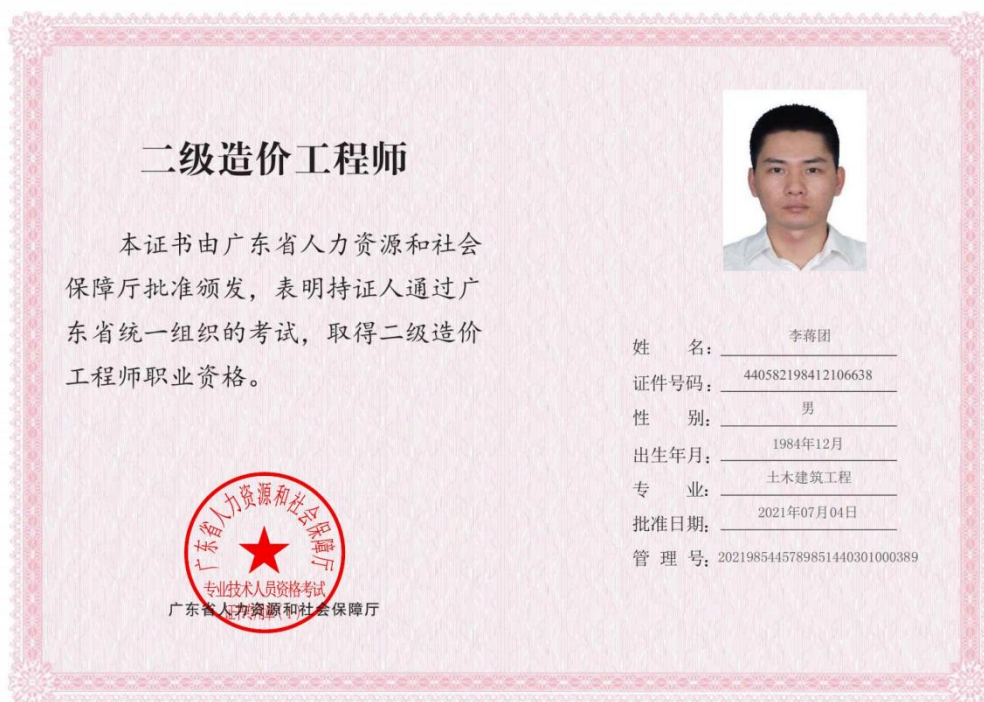 二级造价工程师
本证书由广东省人力资源和社会
保障厅批准颁发，表明持证人通过广
东省统一组织的考试，取得二级造价
工程师职业资格。
广东省人力资源和社会保障厅
专业技术人员资格考试
广东省人力资源和社会保障厅
姓 名：李蒋团
证件号码：440582198412106638
性 别：男
出生年月：1984年12月
专 业：土木建筑工程
批准日期：2021年07月04日
管 理 号：2021985445789851440301000389